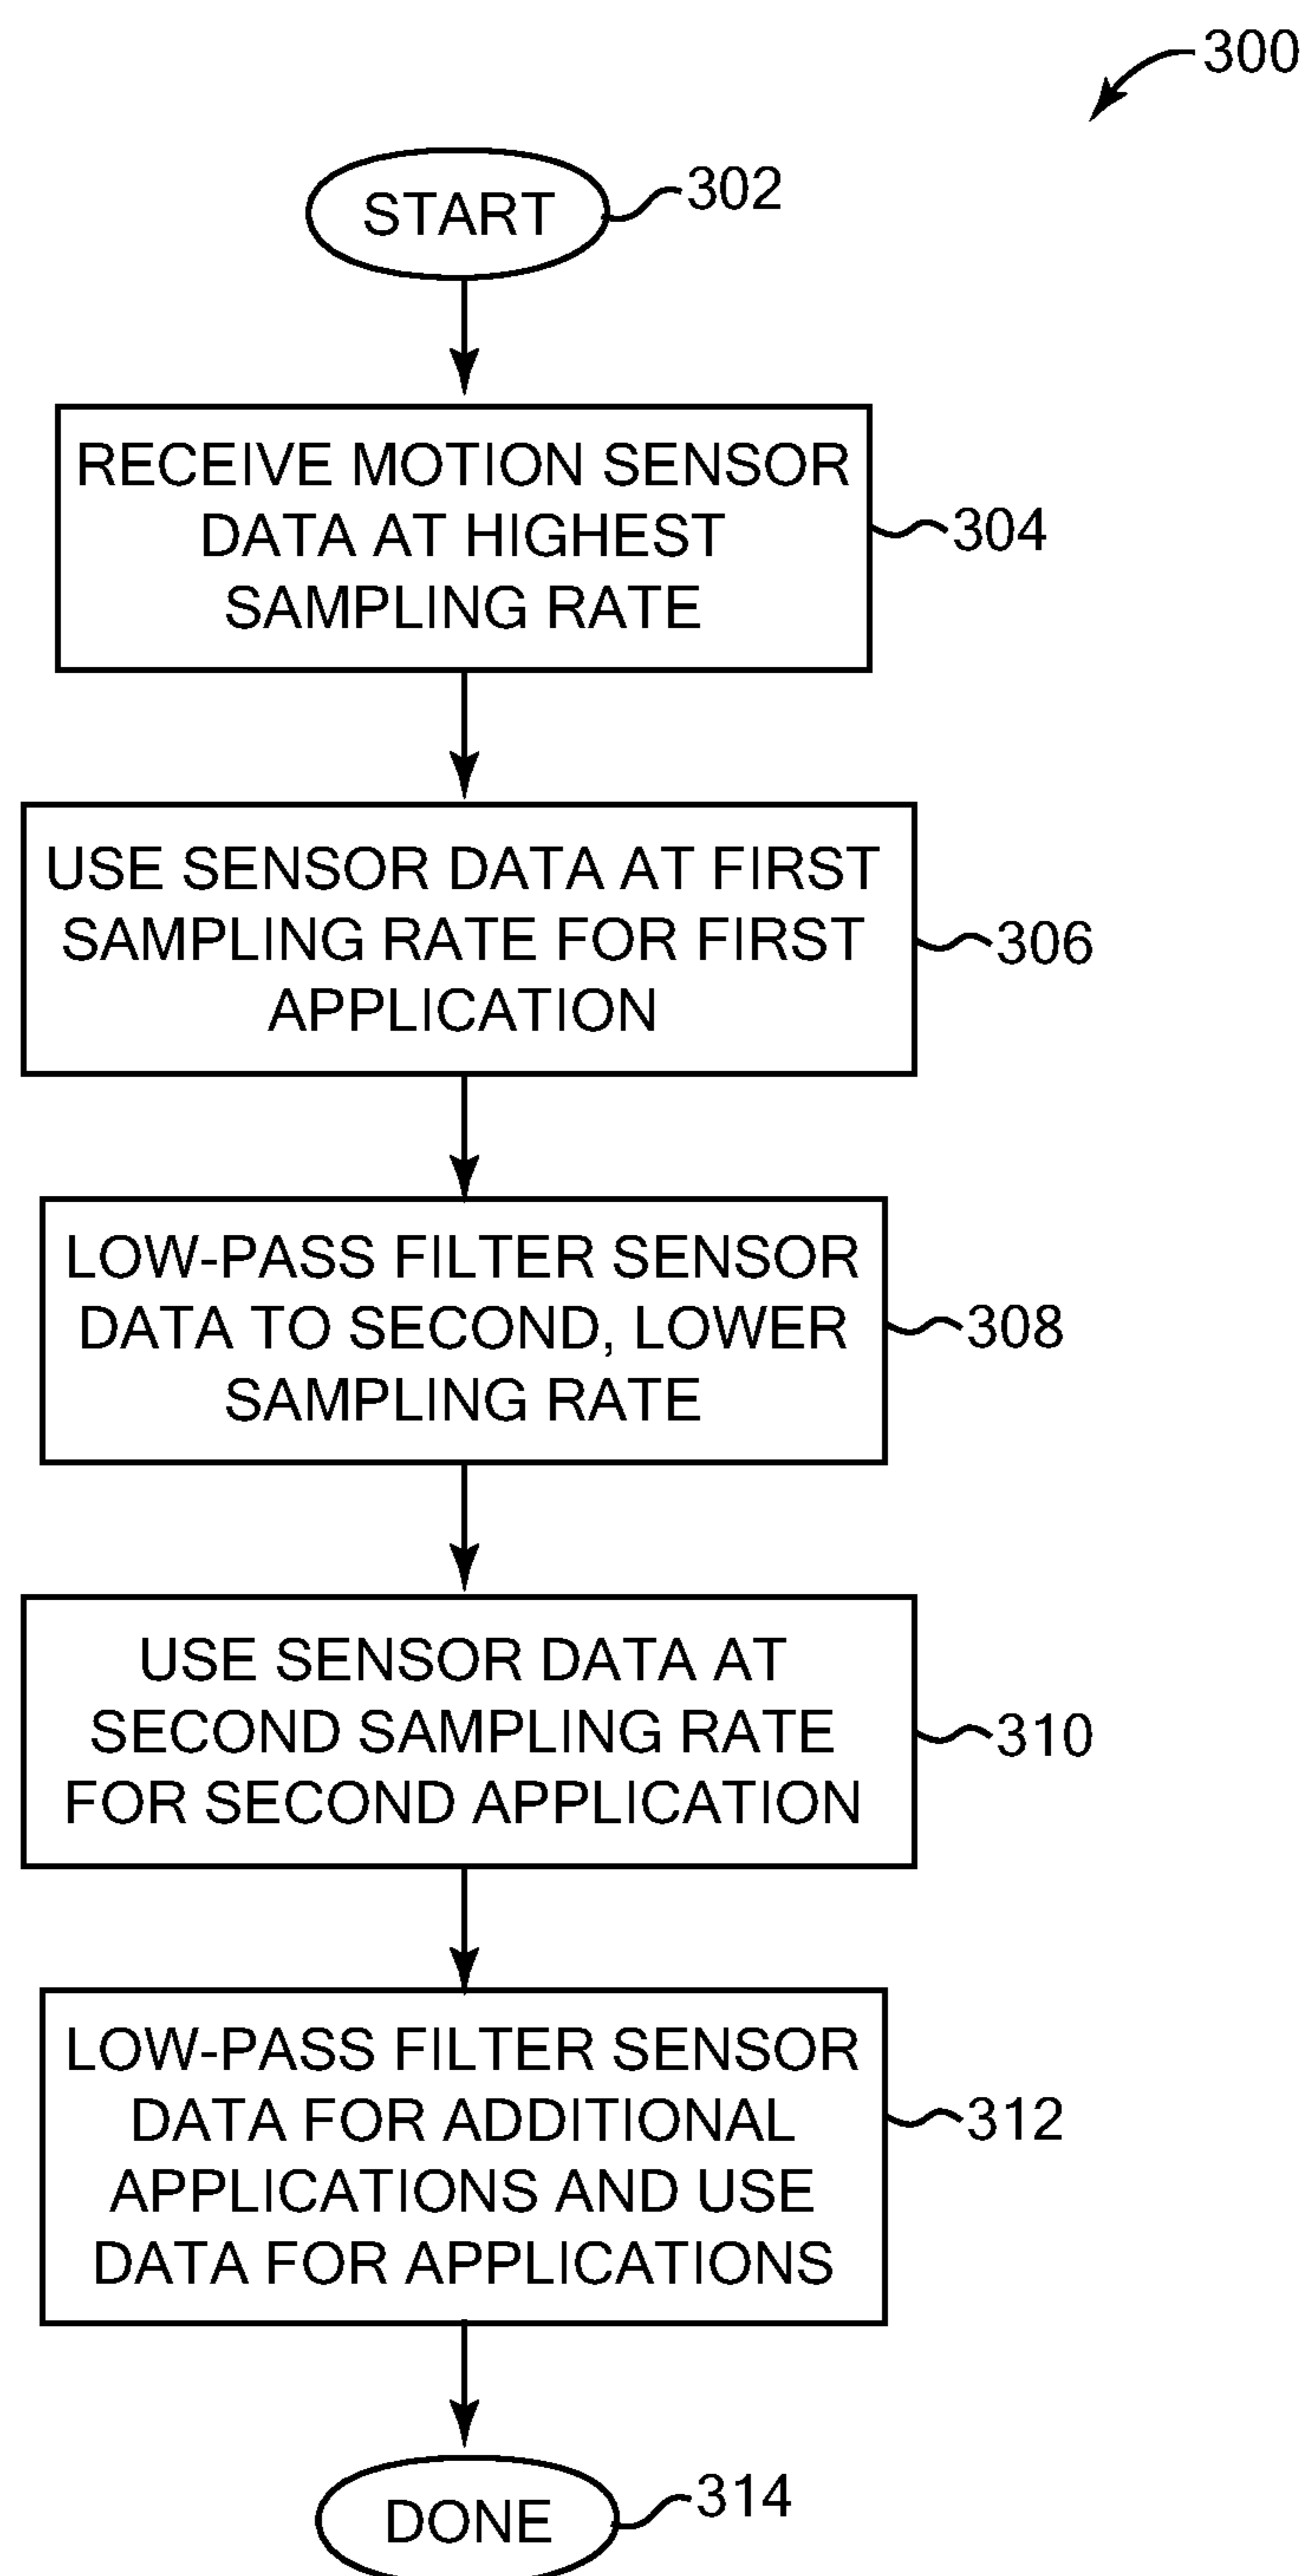 300
START
302
RECEIVE MOTION SENSOR
DATA AT HIGHEST
SAMPLING RATE
304
USE SENSOR DATA AT FIRST
SAMPLING RATE FOR FIRST
APPLICATION
306
LOW-PASS FILTER SENSOR
DATA TO SECOND, LOWER
SAMPLING RATE
308
USE SENSOR DATA AT
SECOND SAMPLING RATE
FOR SECOND APPLICATION
310
LOW-PASS FILTER SENSOR
DATA FOR ADDITIONAL
APPLICATIONS AND USE
DATA FOR APPLICATIONS
312
DONE
314